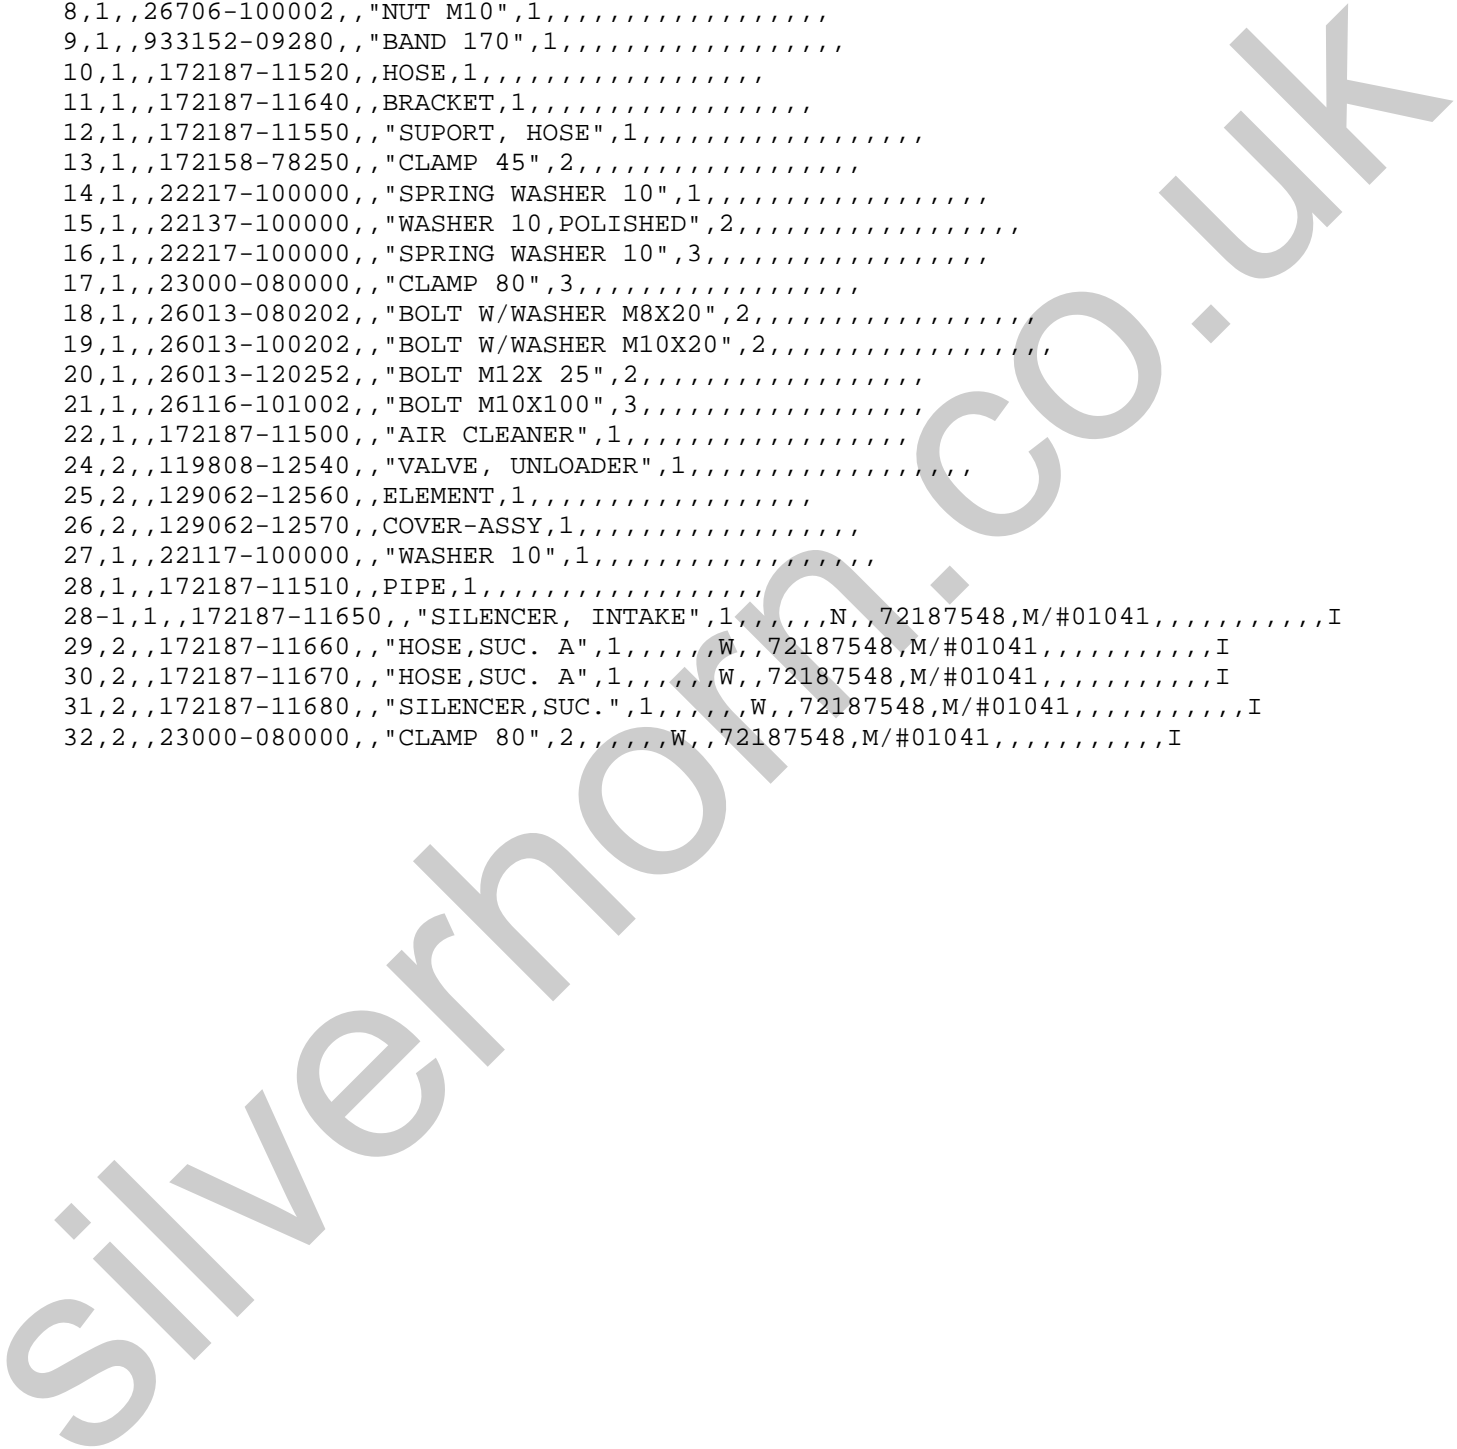 8,1,,26706-100002,,"NUT M10",1,,,,,,,,,,,,,,,,,,
9,1,,933152-09280,,"BAND 170",1,,,,,,,,,,,,,,,,,,
10,1,,172187-11520,,HOSE,1,,,,,,,,,,,,,,,,,,
11,1,,172187-11640,,BRACKET,1,,,,,,,,,,,,,,,,,,
12,1,,172187-11550,,"SUPORT, HOSE",1,,,,,,,,,,,,,,,,,,
13,1,,172158-78250,,"CLAMP 45",2,,,,,,,,,,,,,,,,,,
14,1,,22217-100000,,"SPRING WASHER 10",1,,,,,,,,,,,,,,,,,,
15,1,,22137-100000,,"WASHER 10,POLISHED",2,,,,,,,,,,,,,,,,,,
16,1,,22217-100000,,"SPRING WASHER 10",3,,,,,,,,,,,,,,,,,,
17,1,,23000-080000,,"CLAMP 80",3,,,,,,,,,,,,,,,,,,
18,1,,26013-080202,,"BOLT W/WASHER M8X20",2,,,,,,,,,,,,,,,,,,
19,1,,26013-100202,,"BOLT W/WASHER M10X20",2,,,,,,,,,,,,,,,,,,
20,1,,26013-120252,,"BOLT M12X 25",2,,,,,,,,,,,,,,,,,,
21,1,,26116-101002,,"BOLT M10X100",3,,,,,,,,,,,,,,,,,,
22,1,,172187-11500,,"AIR CLEANER",1,,,,,,,,,,,,,,,,,,
24,2,,119808-12540,,"VALVE, UNLOADER",1,,,,,,,,,,,,,,,,,,
25,2,,129062-12560,,ELEMENT,1,,,,,,,,,,,,,,,,,,
26,2,,129062-12570,,COVER-ASSY,1,,,,,,,,,,,,,,,,,,
27,1,,22117-100000,,"WASHER 10",1,,,,,,,,,,,,,,,,,,
28,1,,172187-11510,,PIPE,1,,,,,,,,,,,,,,,,,,
28-1,1,,172187-11650,,"SILENCER, INTAKE",1,,,,,,N,,72187548,M/#01041,,,,,,,,,,,I
29,2,,172187-11660,,"HOSE,SUC. A",1,,,,,,W,,72187548,M/#01041,,,,,,,,,,,I
30,2,,172187-11670,,"HOSE,SUC. A",1,,,,,,W,,72187548,M/#01041,,,,,,,,,,,I
31,2,,172187-11680,,"SILENCER,SUC.",1,,,,,,W,,72187548,M/#01041,,,,,,,,,,,I
32,2,,23000-080000,,"CLAMP 80",2,,,,,,W,,72187548,M/#01041,,,,,,,,,,,I
silverhorn.co.uk